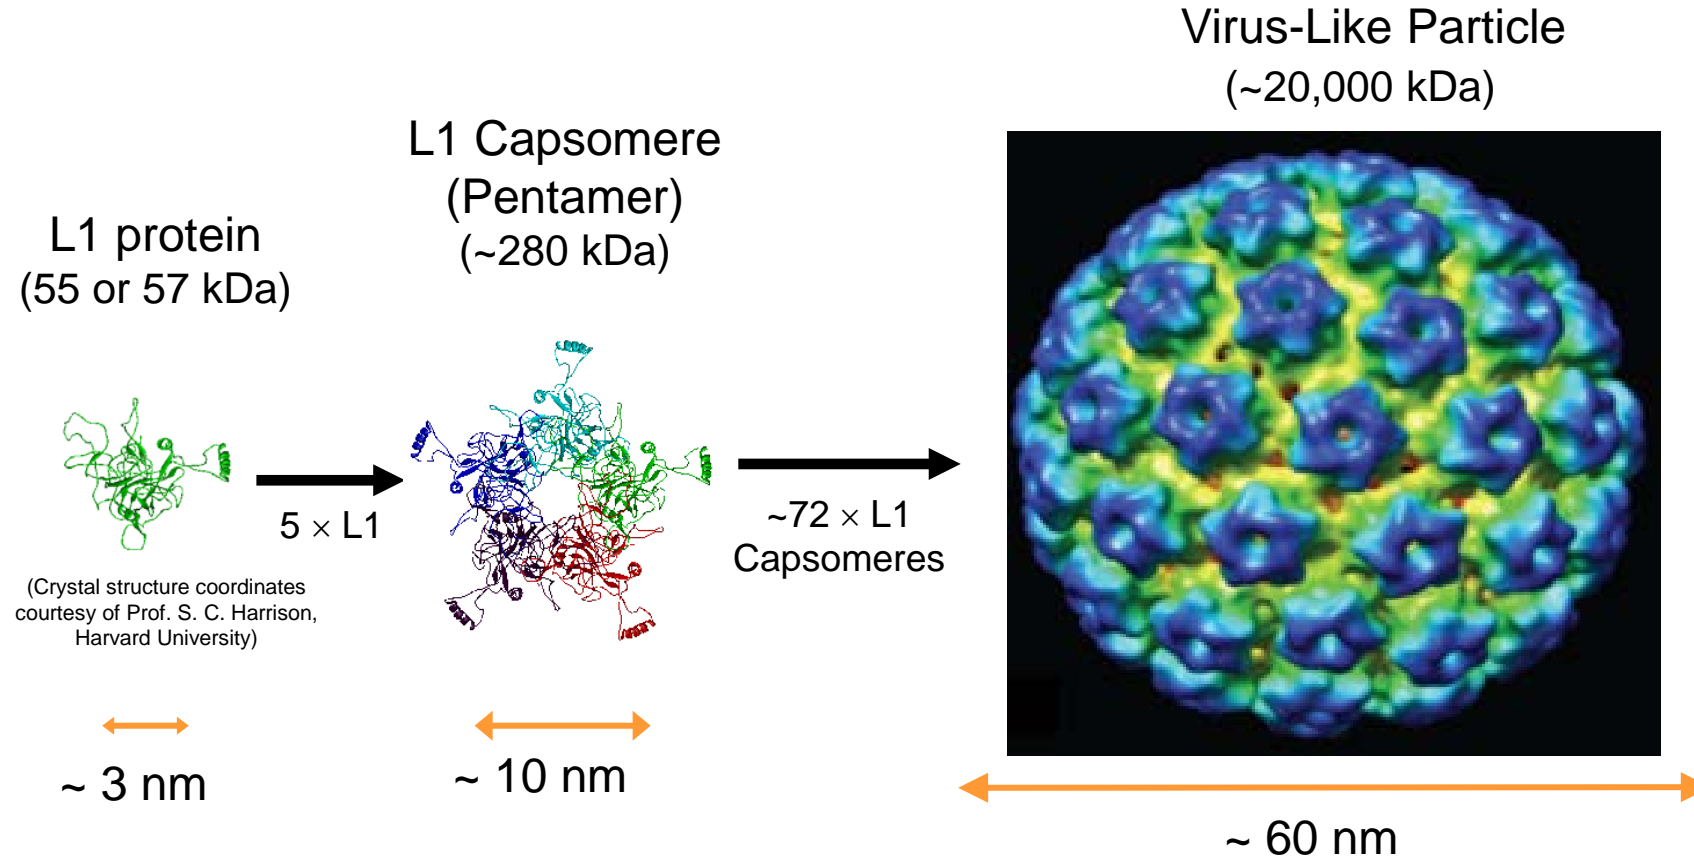 L1 protein
(55 or 57 kDa)
(Crystal structure coordinates
courtesy of Prof. S. C. Harrison,
Harvard University)
~ 3 nm
5 × L1
L1 Capsomere
(Pentamer)
(~280 kDa)
~ 10 nm
~72 × L1
Capsomeres
Virus-Like Particle
(~20,000 kDa)
~ 60 nm